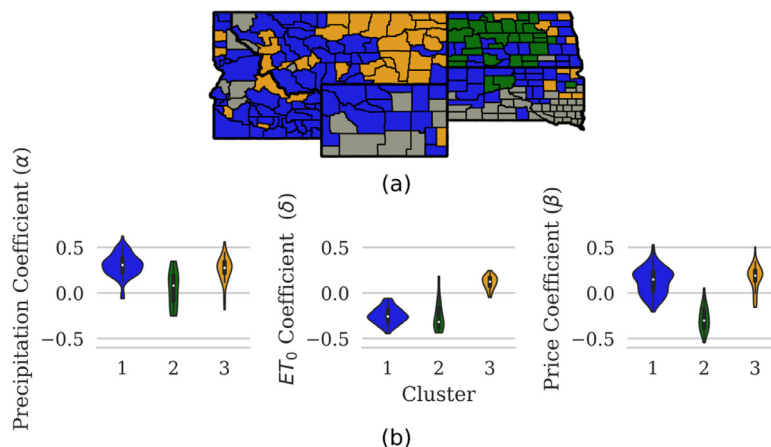 (a)
Precipitation Coefficient (α)
0.5
0.0
−0.5
1 2 3
ET₀ Coefficient (δ)
0.5
0.0
−0.5
1 2 3
Cluster
Price Coefficient (β)
0.5
0.0
−0.5
1 2 3
(b)